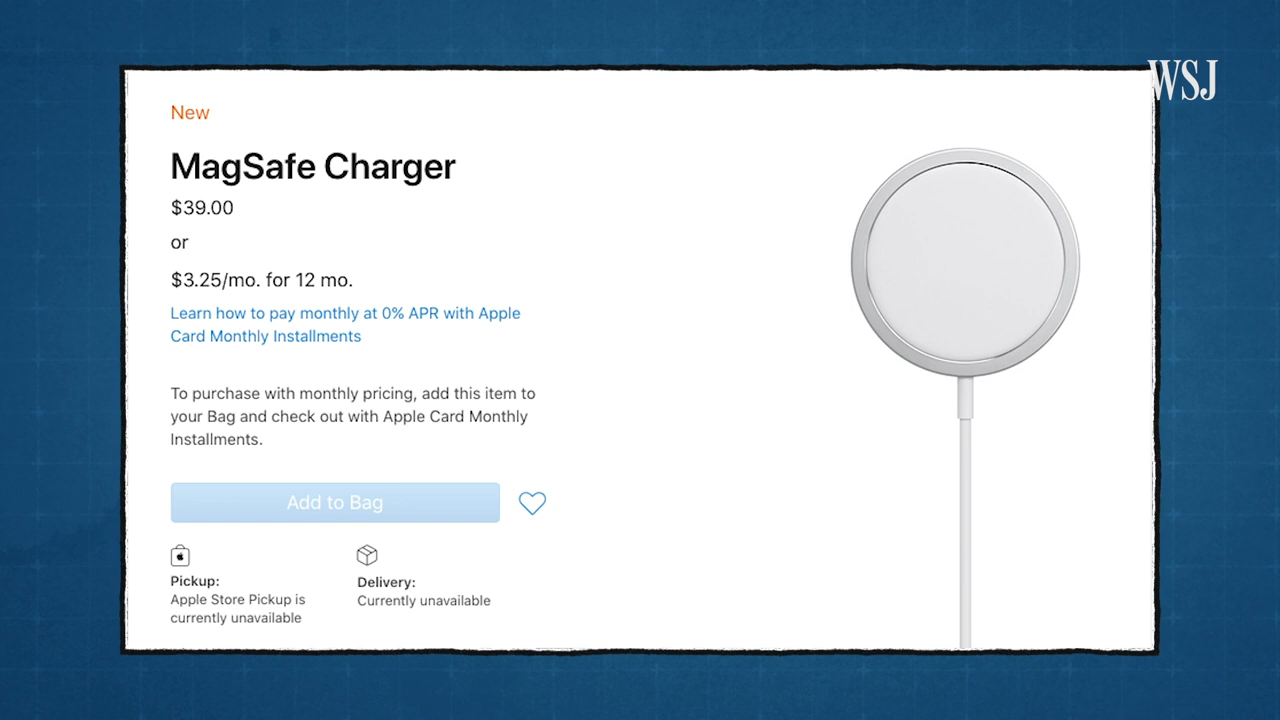 WSJ
New
MagSafe Charger
$39.00
or
$3.25/mo. for 12 mo.
Learn how to pay monthly at 0% APR with Apple
Card Monthly Installments
To purchase with monthly pricing, add this item to
your Bag and check out with Apple Card Monthly
Installments.
Add to Bag
Pickup:
Apple Store Pickup is
currently unavailable
Delivery:
Currently unavailable